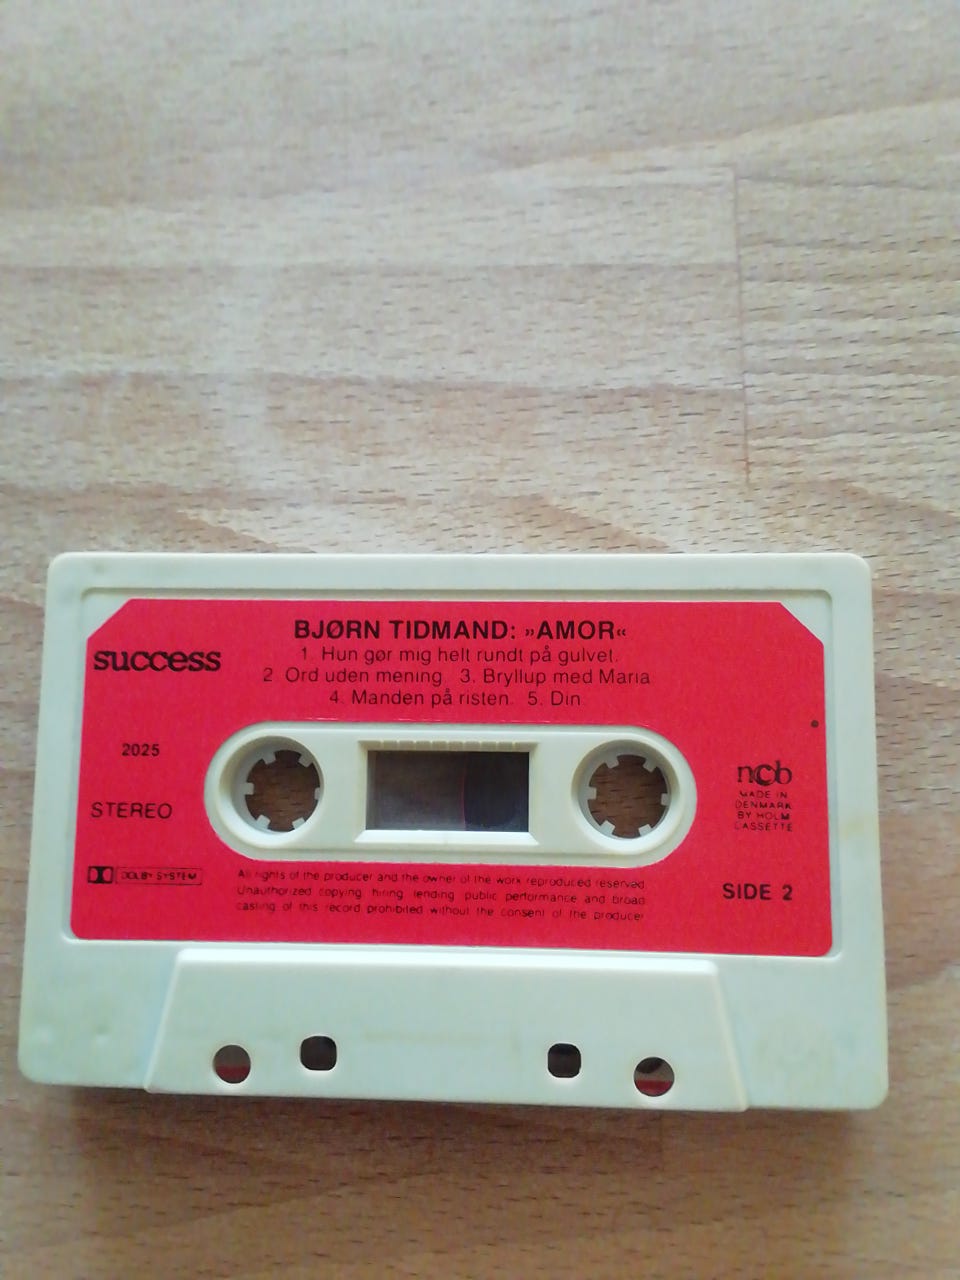 BJØRN TIDMAND: »AMOR«
1. Hun gør mig helt rundt på gulvet.
2 Ord uden mening. 3. Bryllup med Maria
4. Manden på risten. 5. Din.
success
2025
STEREO
DOLBY SYSTEM
ncb
MADE IN
DENMARK
BY HOLM
CASSETTE
SIDE 2
All rights of the producer and the owner of the work reproduced reserved.
Unauthorized copying, hiring, lending, public performance and broad
casting of this record prohibited without the consent of the producer